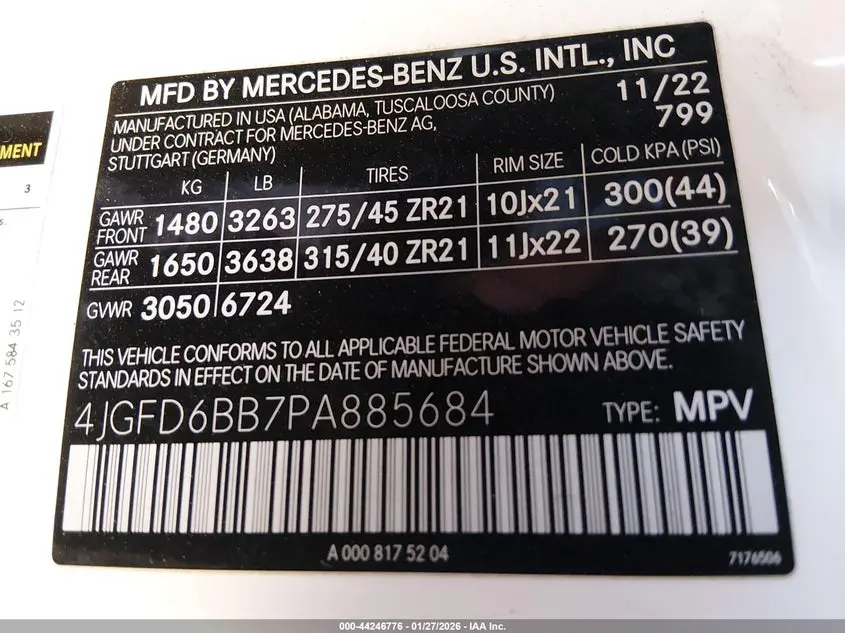 MFD BY MERCEDES-BENZ U.S. INTL., INC
MANUFACTURED IN USA (ALABAMA, TUSCALOOSA COUNTY) 11/22
UNDER CONTRACT FOR MERCEDES-BENZ AG, 799
STUTTGART (GERMANY)
KG LB TIRES RIM SIZE COLD KPA (PSI)
GAWR FRONT 1480 3263 275/45 ZR21 10Jx21 300(44)
GAWR REAR 1650 3638 315/40 ZR21 11Jx22 270(39)
GVWR 3050 6724
THIS VEHICLE CONFORMS TO ALL APPLICABLE FEDERAL MOTOR VEHICLE SAFETY
STANDARDS IN EFFECT ON THE DATE OF MANUFACTURE SHOWN ABOVE.
4JGFD6BB7PA885684 TYPE: MPV
A 000 817 52 04
7176506
MENT
3
A 167 584 35 12
000-44246776 - 01/27/2026 - IAA Inc.